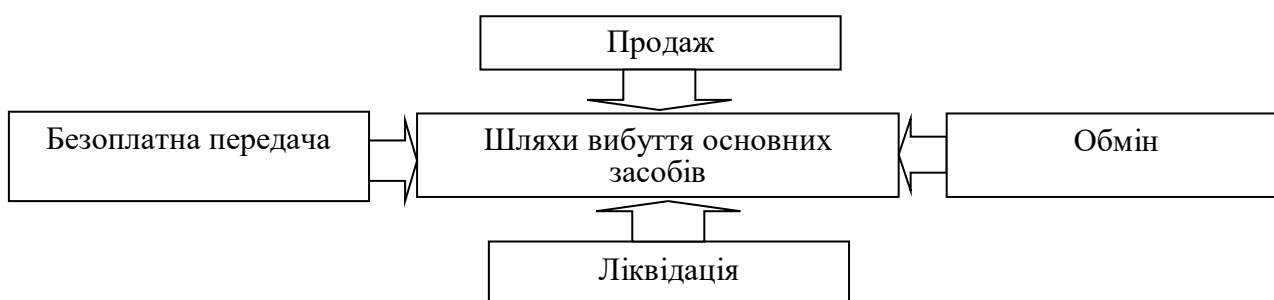 Продаж
Безоплатна передача
Шляхи вибуття основних
засобів
Обмін
Ліквідація